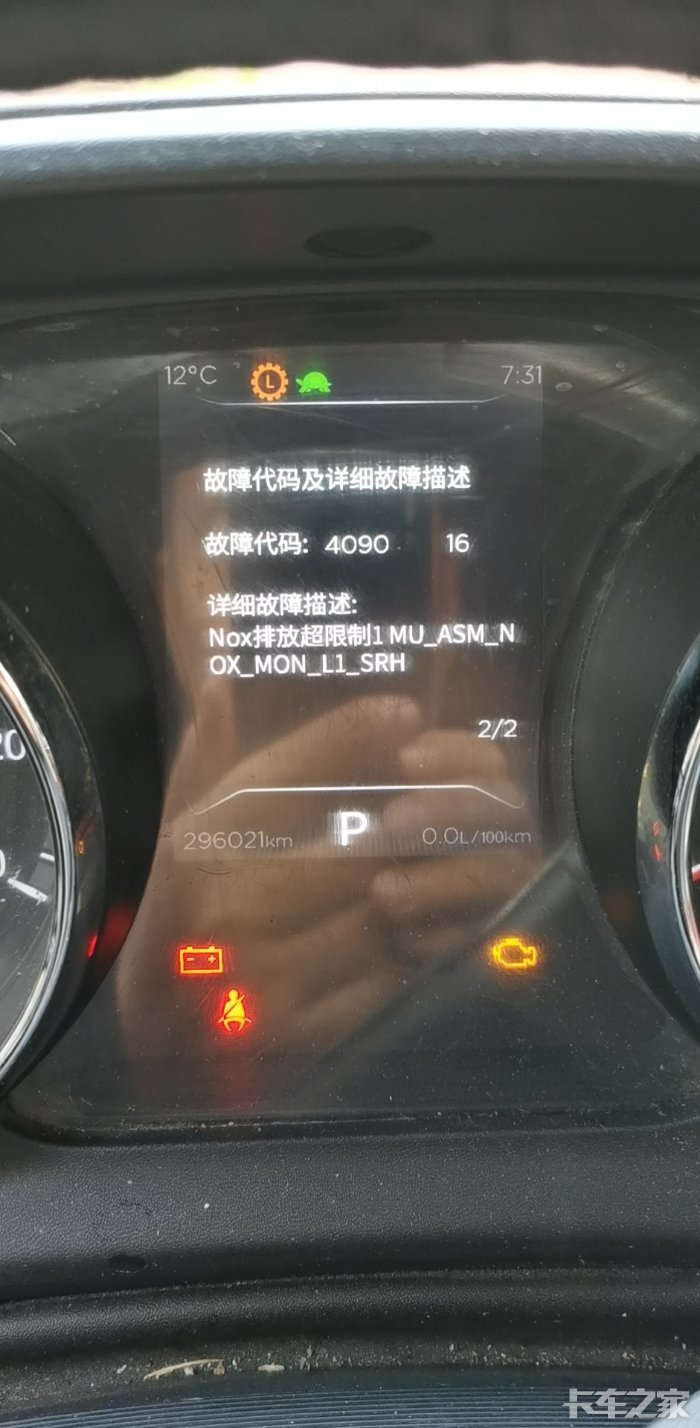 12°C L 7:31
故障代码及详细故障描述
故障代码: 4090 16
详细故障描述:
Nox排放超限制1 MU_ASM_N
OX_MON_L1_SRH
2/2
296021km P 0.0L/100km
20
0
卡车之家